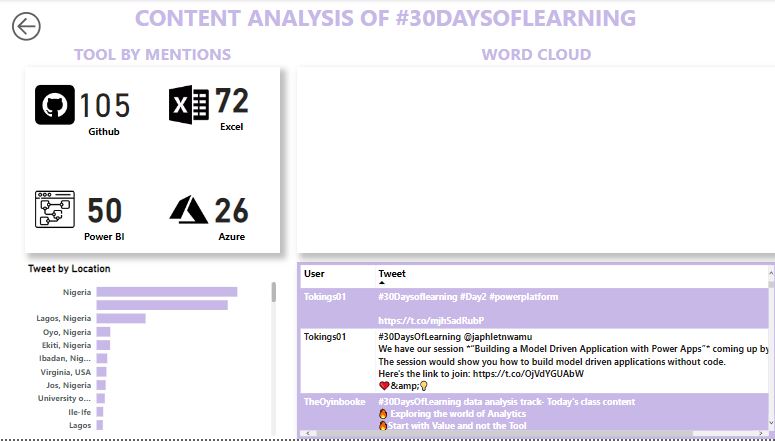 CONTENT ANALYSIS OF #30DAYSOFLEARNING
TOOL BY MENTIONS
WORD CLOUD
105
Github
72
Excel
50
Power BI
26
Azure
Tweet by Location
Nigeria
Lagos, Nigeria
Oyo, Nigeria
Ekiti, Nigeria
Ibadan, Nig...
Virginia, USA
Jos, Nigeria
University o...
Ile-Ife
Lagos
User Tweet
Tokings01 #30Daysoflearning #Day2 #powerplatform
https://t.co/mjhSadRubP
Tokings01 #30DaysOfLearning @japhletnwamu
We have our session *"Building a Model Driven Application with Power Apps"* coming up by
The session would show you how to build model driven applications without code.
Here's the link to join: https://t.co/OjVdYGUAbW
❤️&amp;💡
TheOyinbooke #30DaysOfLearning data analysis track- Today's class content
🔥 Exploring the world of Analytics
🔥Start with Value and not the Tool